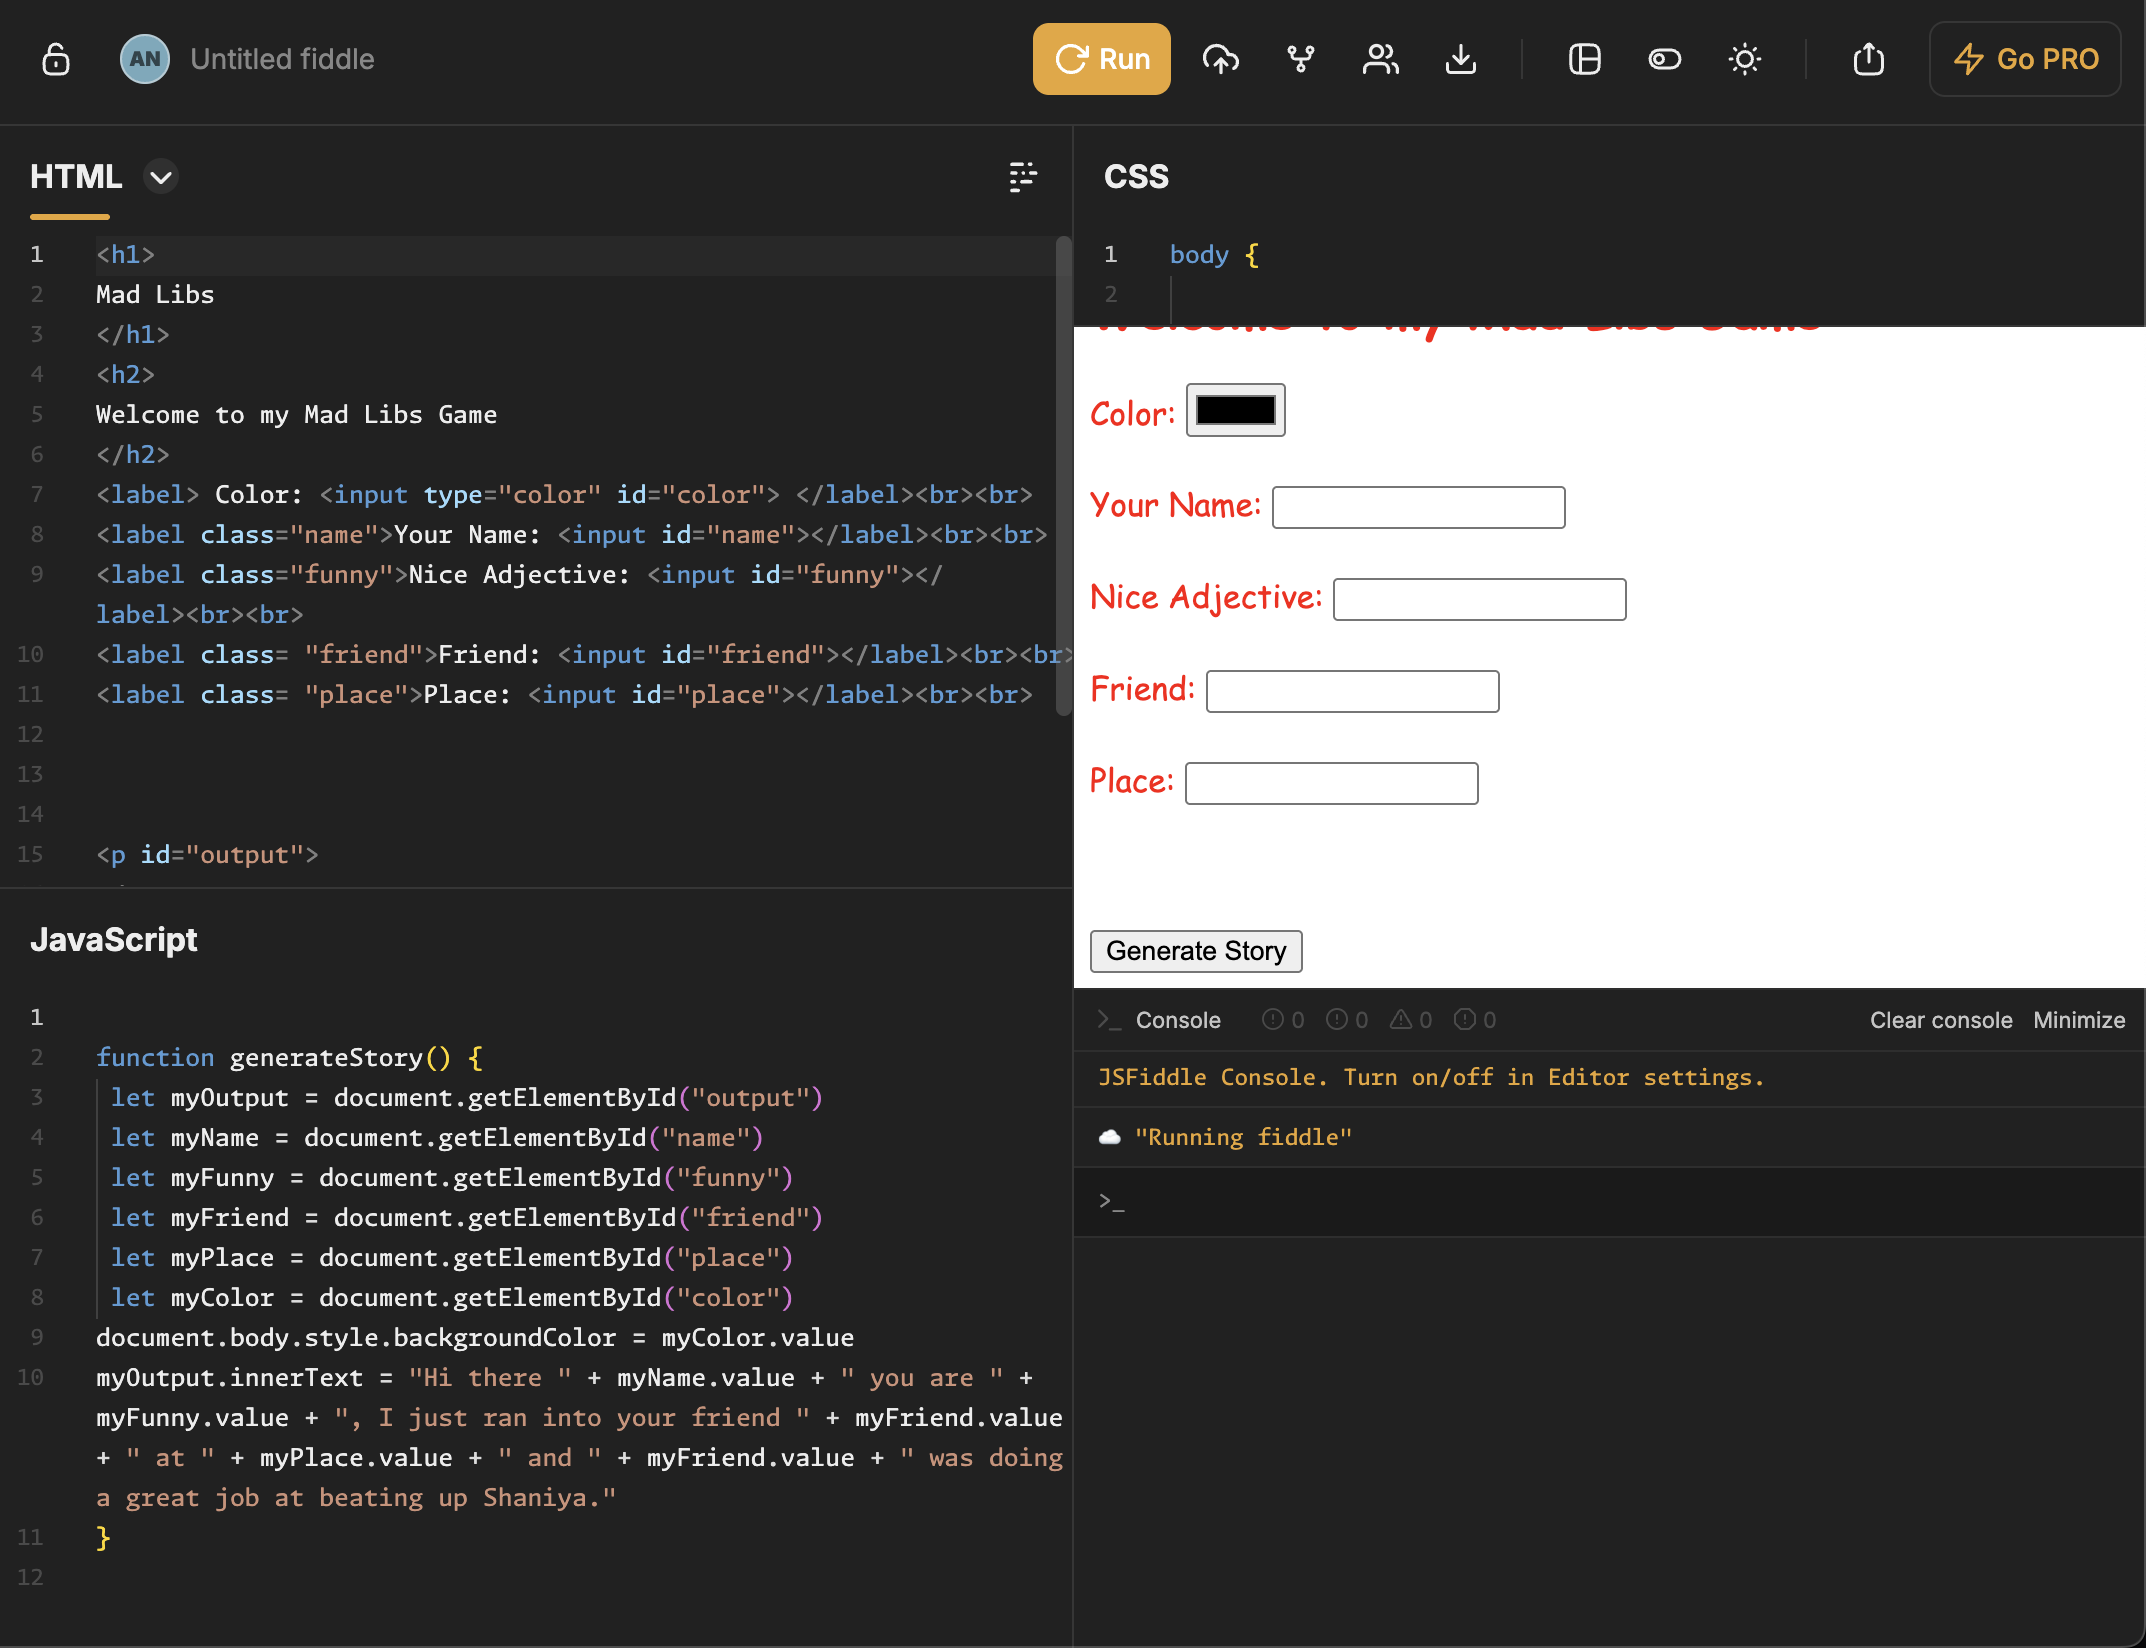 AN Untitled fiddle
Run
Go PRO
HTML
1 <h1>
2 Mad Libs
3 </h1>
4 <h2>
5 Welcome to my Mad Libs Game
6 </h2>
7 <label> Color: <input type="color" id="color"> </label><br><br>
8 <label class="name">Your Name: <input id="name"></label><br><br>
9 <label class="funny">Nice Adjective: <input id="funny"></
label><br><br>
10 <label class= "friend">Friend: <input id="friend"></label><br><br>
11 <label class= "place">Place: <input id="place"></label><br><br>
12
13
14
15 <p id="output">
JavaScript
1
2 function generateStory() {
3 let myOutput = document.getElementById("output")
4 let myName = document.getElementById("name")
5 let myFunny = document.getElementById("funny")
6 let myFriend = document.getElementById("friend")
7 let myPlace = document.getElementById("place")
8 let myColor = document.getElementById("color")
9 document.body.style.backgroundColor = myColor.value
10 myOutput.innerText = "Hi there " + myName.value + " you are " +
myFunny.value + ", I just ran into your friend " + myFriend.value
+ " at " + myPlace.value + " and " + myFriend.value + " was doing
a great job at beating up Shaniya."
11 }
12
CSS
1 body {
2
Welcome to my Mad Libs Game
Color:
Your Name:
Nice Adjective:
Friend:
Place:
Generate Story
>_ Console 0 0 0 0 Clear console Minimize
JSFiddle Console. Turn on/off in Editor settings.
"Running fiddle"
>_